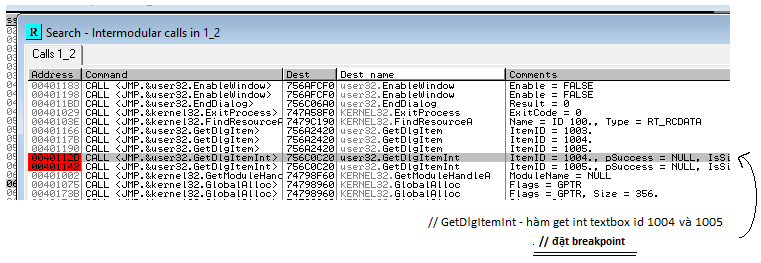 R Search - Intermodular calls in 1_2
Calls 1_2
Address Command Dest Dest name Comments
00401183 CALL <JMP.&user32.EnableWindow> 756AFCF0 user32.EnableWindow Enable = FALSE
00401198 CALL <JMP.&user32.EnableWindow> 756AFCF0 user32.EnableWindow Enable = FALSE
004011BD CALL <JMP.&user32.EndDialog> 756C06A0 user32.EndDialog Result = 0
00401029 CALL <JMP.&kernel32.ExitProcess> 747A58F0 KERNEL32.ExitProcess ExitCode = 0
0040103E CALL <JMP.&kernel32.FindResourceA 7479C190 KERNEL32.FindResourceA Name = ID 100., Type = RT_RCDATA
00401166 CALL <JMP.&user32.GetDlgItem> 756A2420 user32.GetDlgItem ItemID = 1003.
0040117B CALL <JMP.&user32.GetDlgItem> 756A2420 user32.GetDlgItem ItemID = 1004.
00401190 CALL <JMP.&user32.GetDlgItem> 756A2420 user32.GetDlgItem ItemID = 1005.
0040112D CALL <JMP.&user32.GetDlgItemInt> 756C0C20 user32.GetDlgItemInt ItemID = 1004., pSuccess = NULL, IsSi
00401142 CALL <JMP.&user32.GetDlgItemInt> 756C0C20 user32.GetDlgItemInt ItemID = 1005., pSuccess = NULL, IsSi
00401002 CALL <JMP.&kernel32.GetModuleHand 74798F60 KERNEL32.GetModuleHandleA ModuleName = NULL
00401075 CALL <JMP.&kernel32.GlobalAlloc> 74798960 KERNEL32.GlobalAlloc Flags = GPTR
0040173B CALL <JMP.&kernel32.GlobalAlloc> 74798960 KERNEL32.GlobalAlloc Flags = GPTR, Size = 356.
// GetDlgItemInt - hàm get int textbox id 1004 và 1005
. // đặt breakpoint